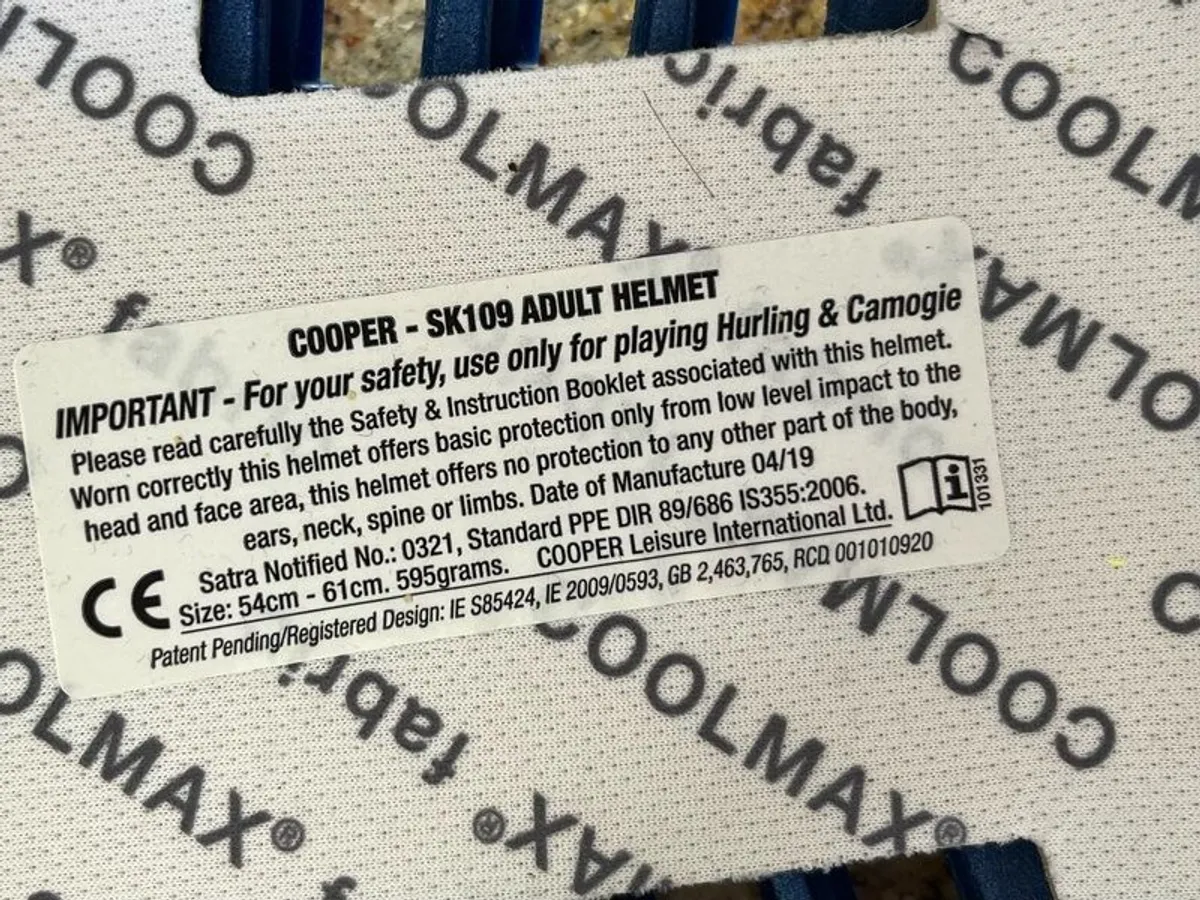 COOLMAX
fabric
COOLMAX
X®
COOPER - SK109 ADULT HELMET
IMPORTANT - For your safety, use only for playing Hurling & Camogie
Please read carefully the Safety & Instruction Booklet associated with this helmet.
Worn correctly this helmet offers basic protection only from low level impact to the
head and face area, this helmet offers no protection to any other part of the body,
ears, neck, spine or limbs. Date of Manufacture 04/19
Satra Notified No.: 0321, Standard PPE DIR 89/686 IS355:2006.
Size: 54cm - 61cm. 595grams. COOPER Leisure International Ltd.
Patent Pending/Registered Design: IE S85424, IE 2009/0593, GB 2,463,765, RCD 001010920
CE
i
101331
COOLMAX
fabric
OLMAX®
COOLMAX®
MAX®